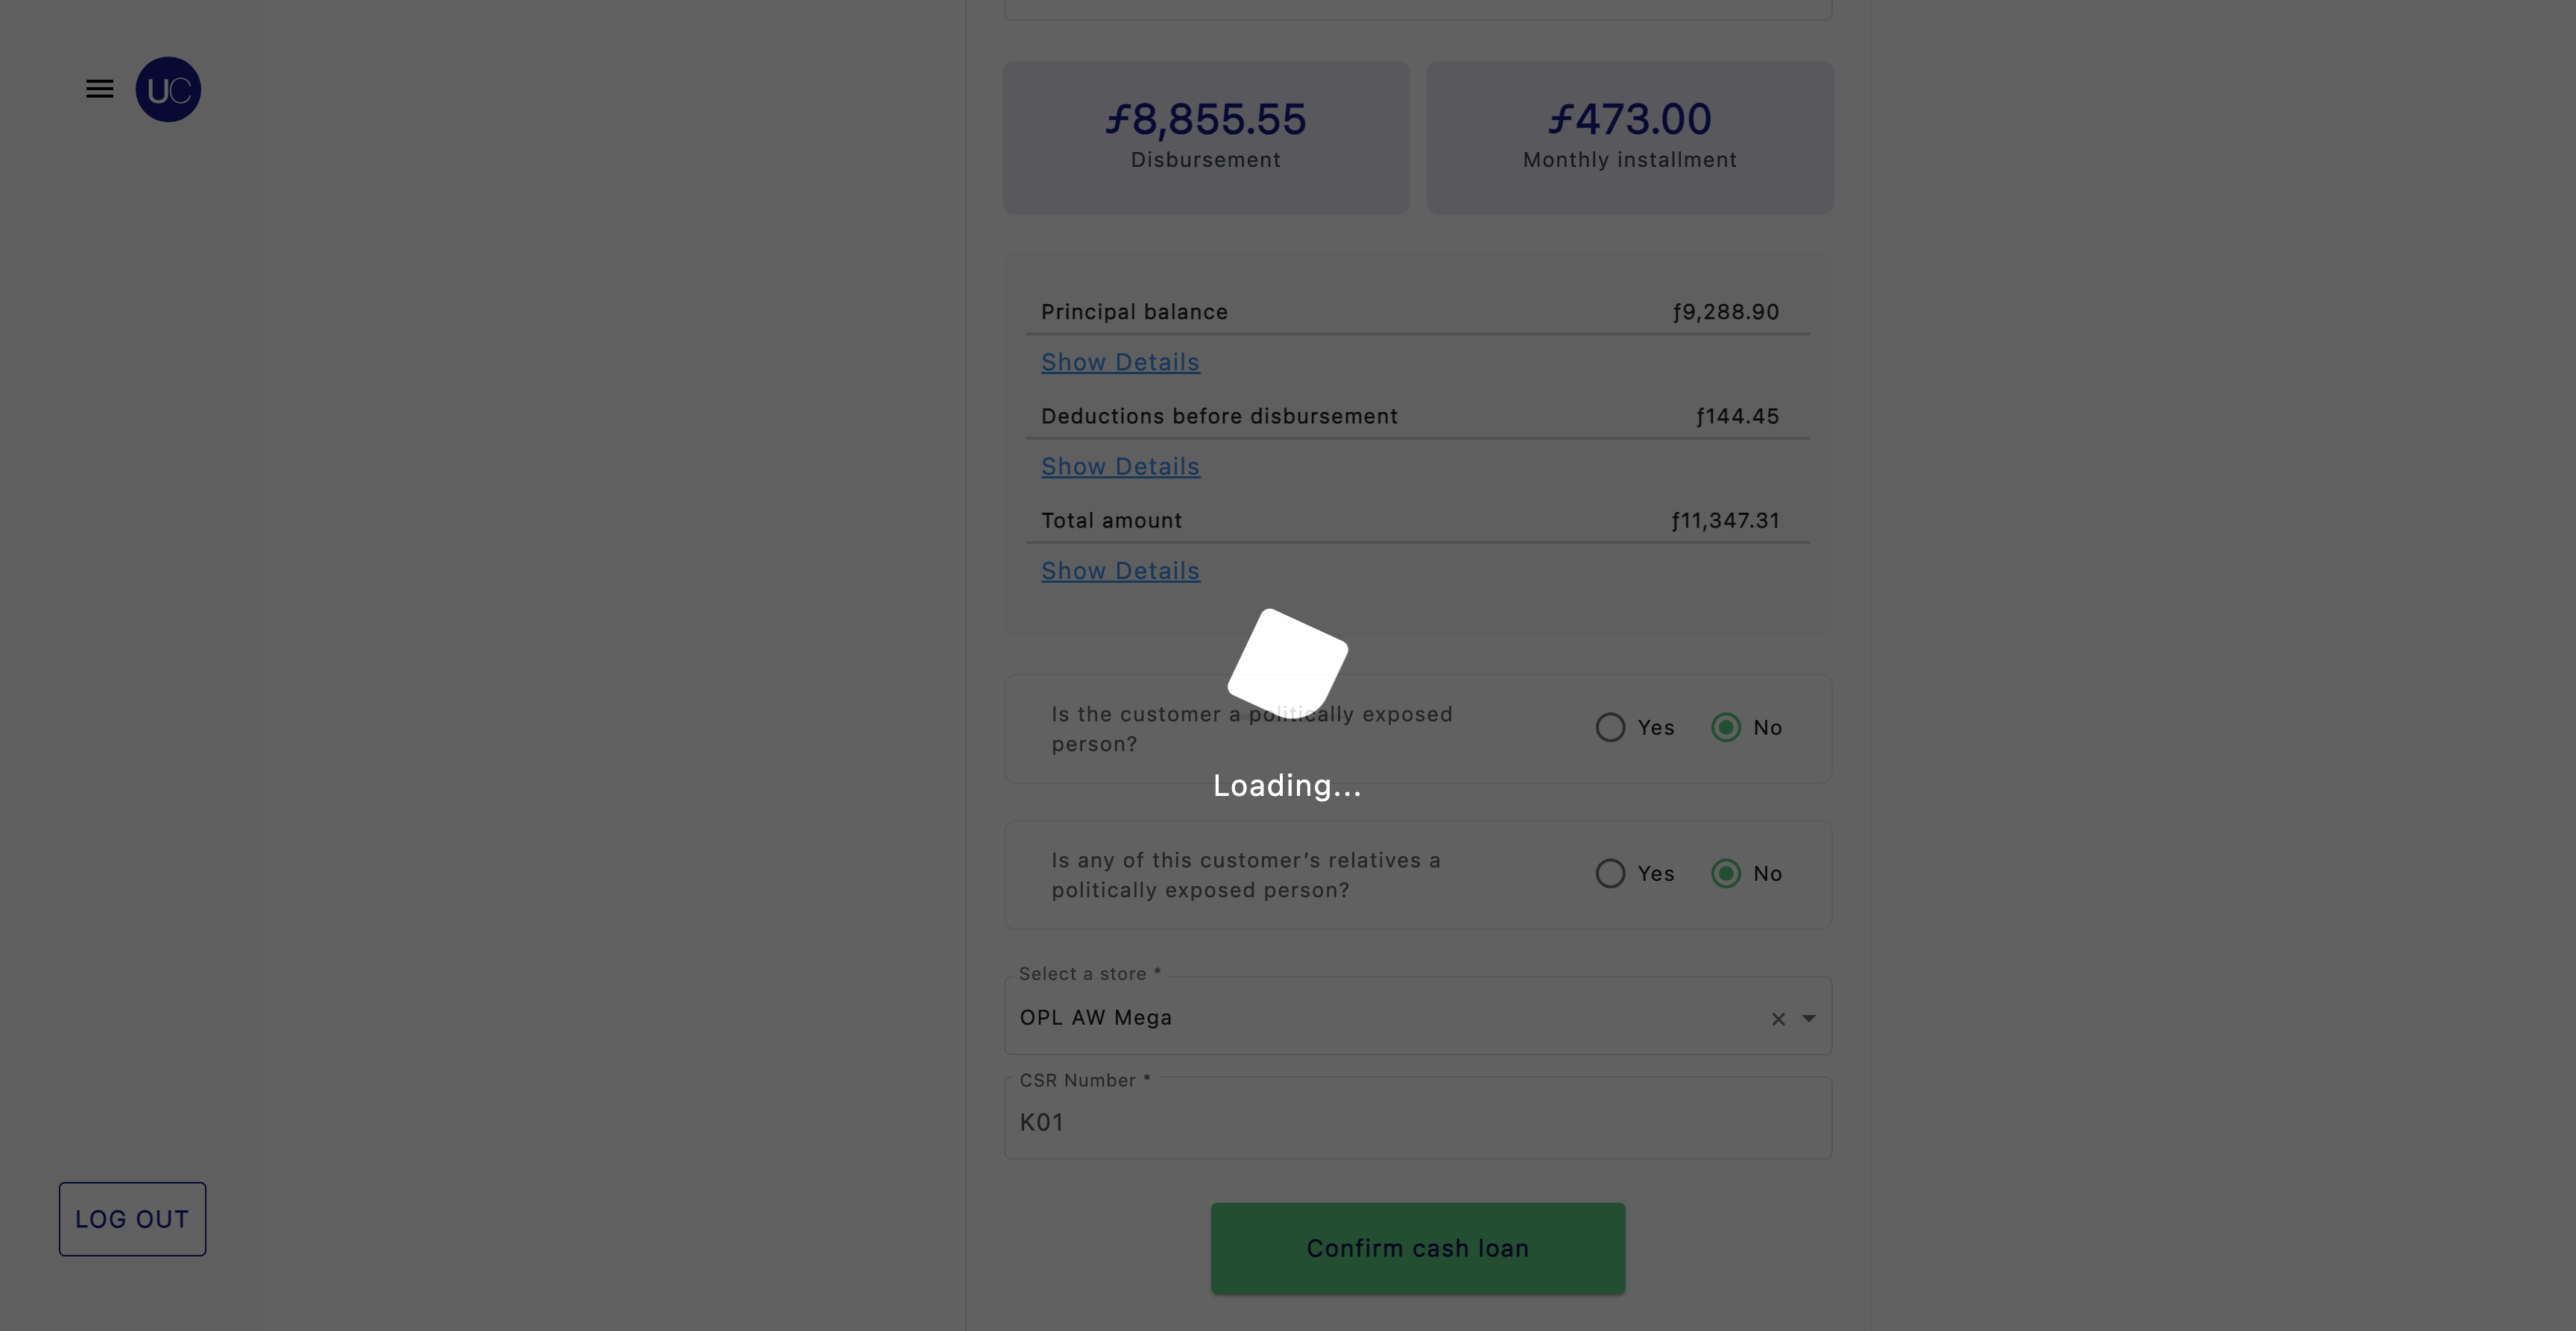 UC
ƒ8,855.55
Disbursement
ƒ473.00
Monthly installment
Principal balance ƒ9,288.90
Show Details
Deductions before disbursement ƒ144.45
Show Details
Total amount ƒ11,347.31
Show Details
Is the customer a politically exposed
person?
Yes No
Loading...
Is any of this customer’s relatives a
politically exposed person?
Yes No
Select a store *
OPL AW Mega
CSR Number *
K01
LOG OUT
Confirm cash loan